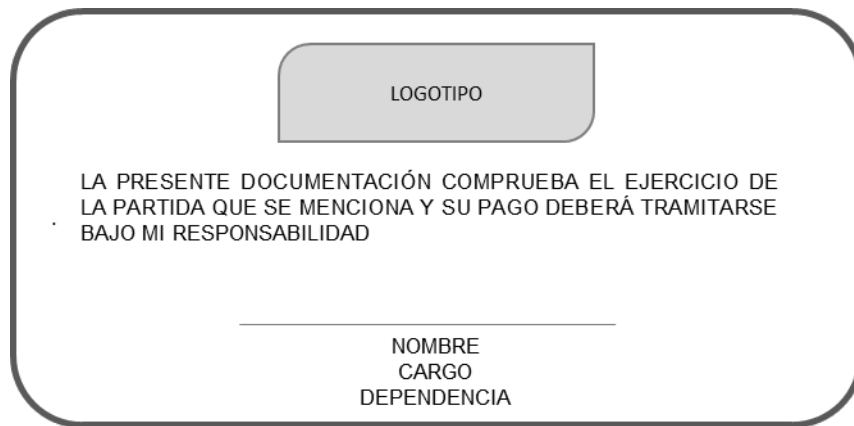 LOGOTIPO
LA PRESENTE DOCUMENTACIÓN COMPRUEBA EL EJERCICIO DE
LA PARTIDA QUE SE MENCIONA Y SU PAGO DEBERÁ TRAMITARSE
. BAJO MI RESPONSABILIDAD
NOMBRE
CARGO
DEPENDENCIA